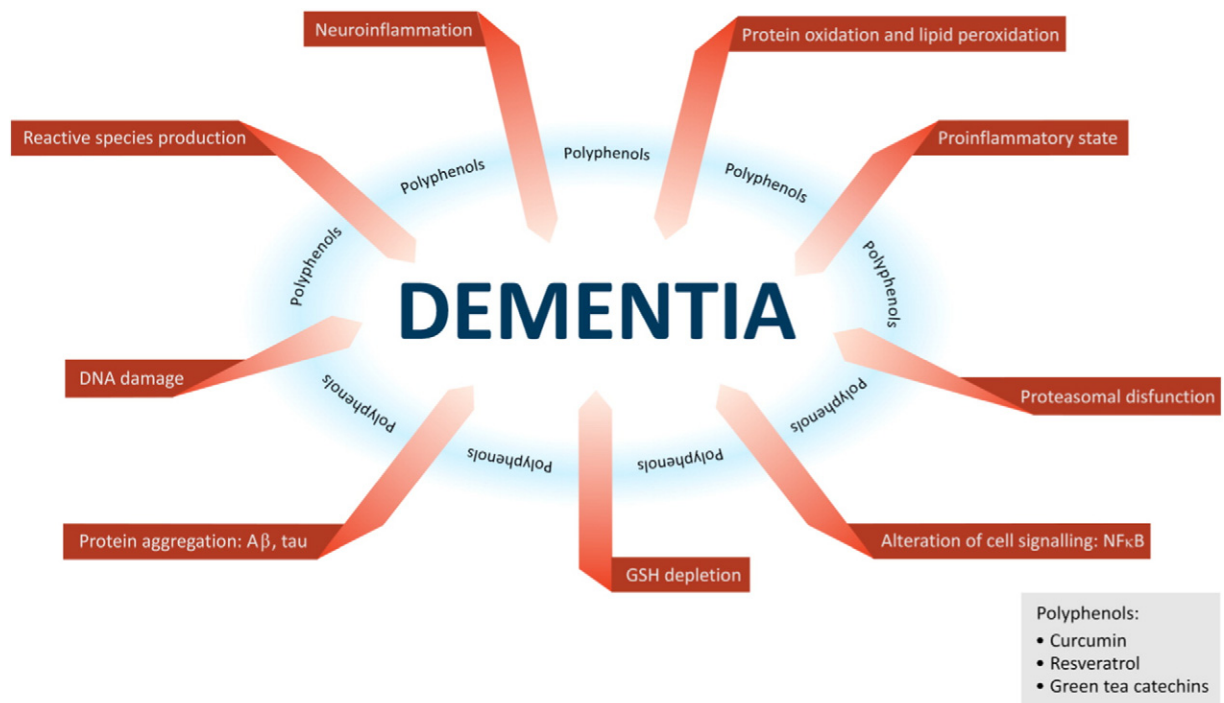 Neuroinflammation
Protein oxidation and lipid peroxidation
Reactive species production
Proinflammatory state
Polyphenols
Polyphenols
Polyphenols
Polyphenols
Polyphenols
DEMENTIA
DNA damage
Proteasomal disfunction
Polyphenols
Polyphenols
Polyphenols
Polyphenols
Protein aggregation: Aβ, tau
GSH depletion
Alteration of cell signalling: NFκB
Polyphenols:
• Curcumin
• Resveratrol
• Green tea catechins